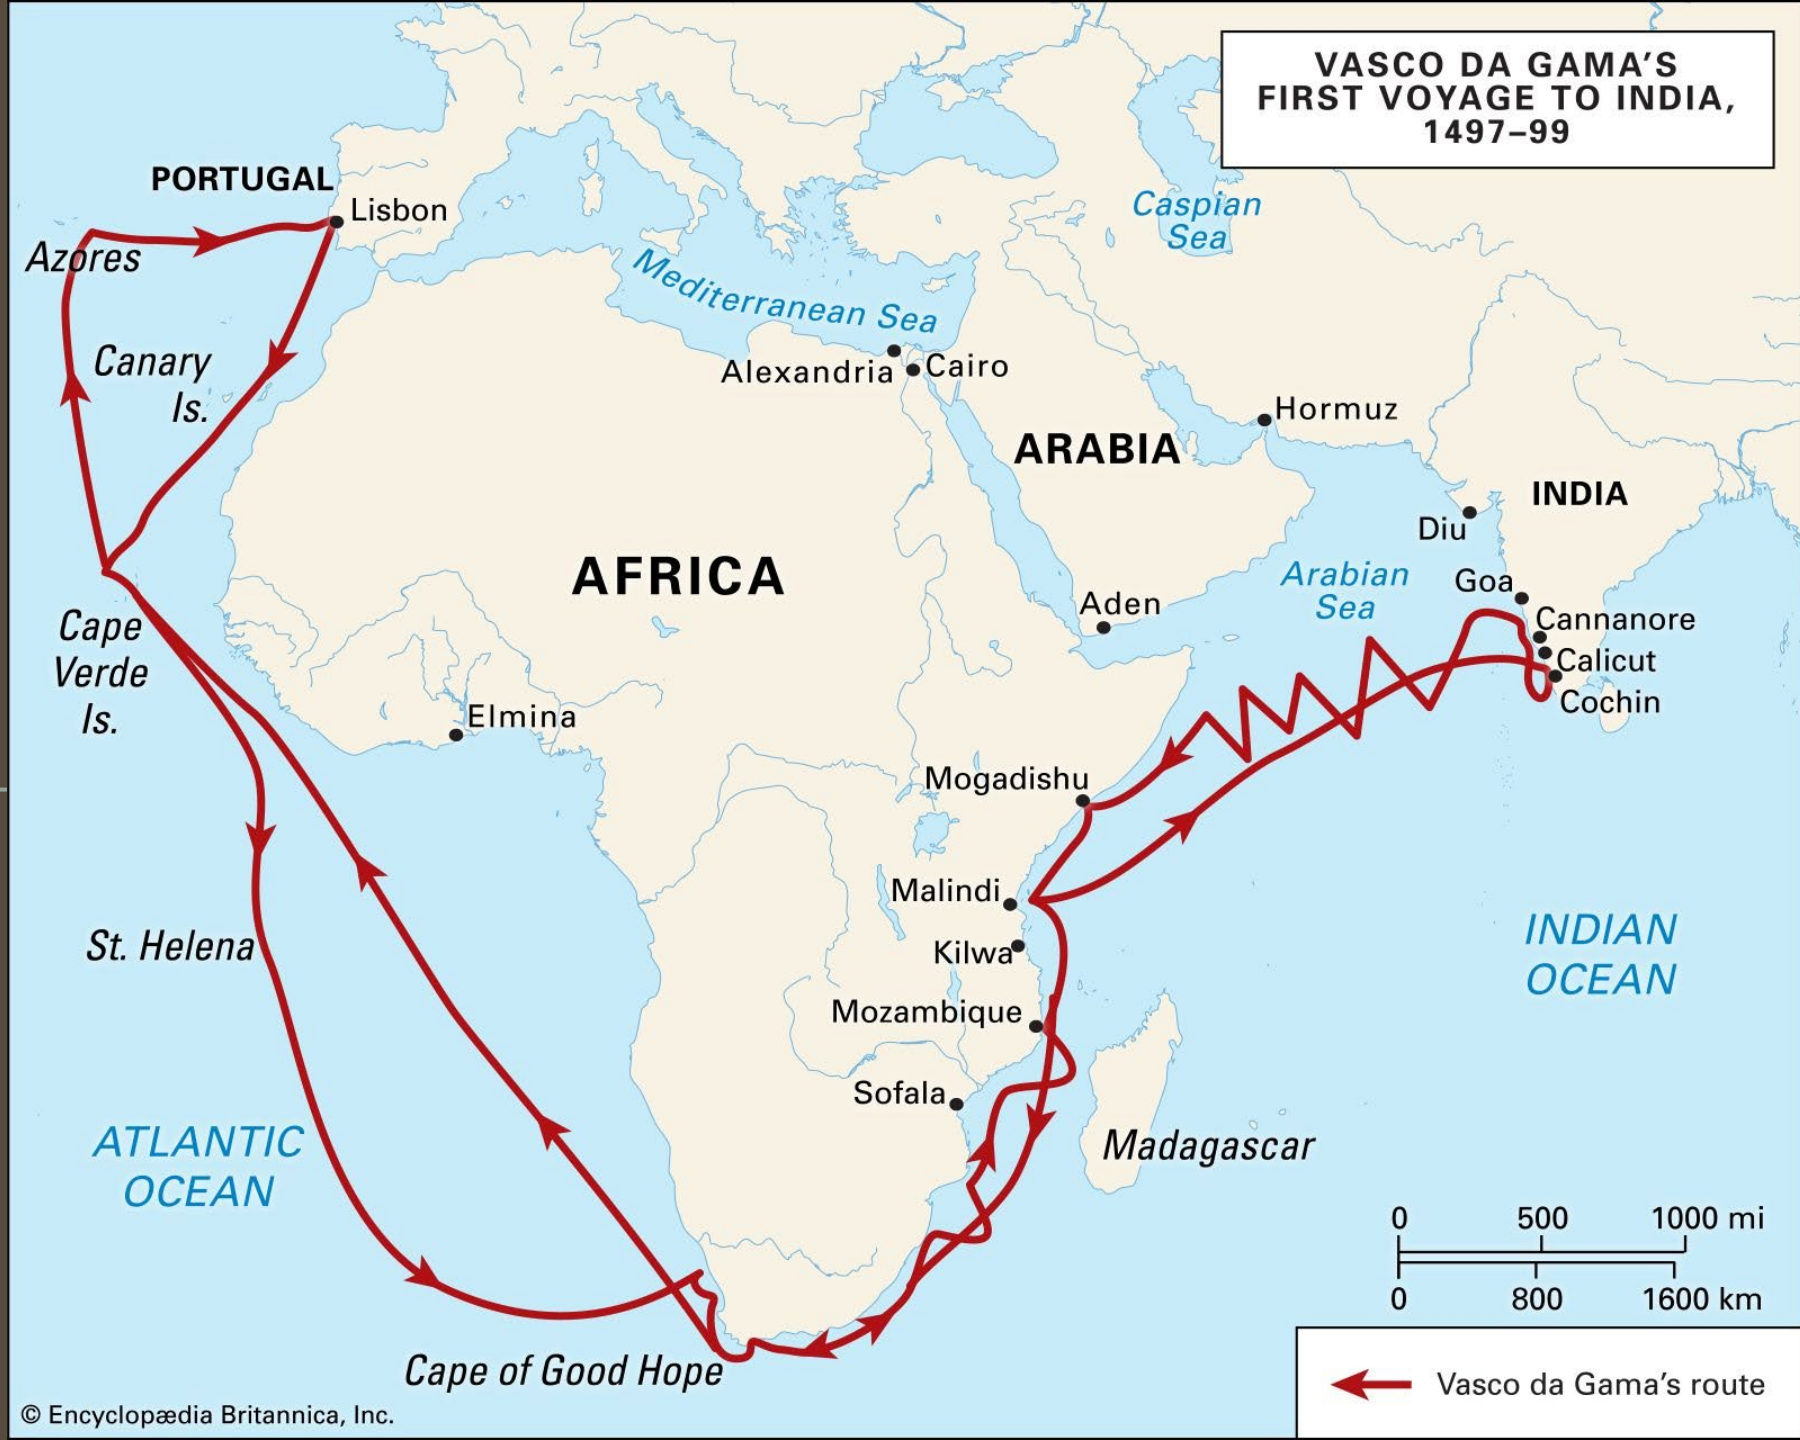 VASCO DA GAMA'S
FIRST VOYAGE TO INDIA,
1497–99
PORTUGAL
Lisbon
Azores
Caspian
Sea
Mediterranean Sea
Canary
Is.
Alexandria
Cairo
Hormuz
ARABIA
INDIA
Diu
AFRICA
Arabian
Sea
Goa
Aden
Cannanore
Calicut
Cochin
Cape
Verde
Is.
Elmina
Mogadishu
Malindi
Kilwa
St. Helena
INDIAN
OCEAN
Mozambique
Sofala
Madagascar
ATLANTIC
OCEAN
0 500 1000 mi
0 800 1600 km
Cape of Good Hope
Vasco da Gama's route
© Encyclopædia Britannica, Inc.